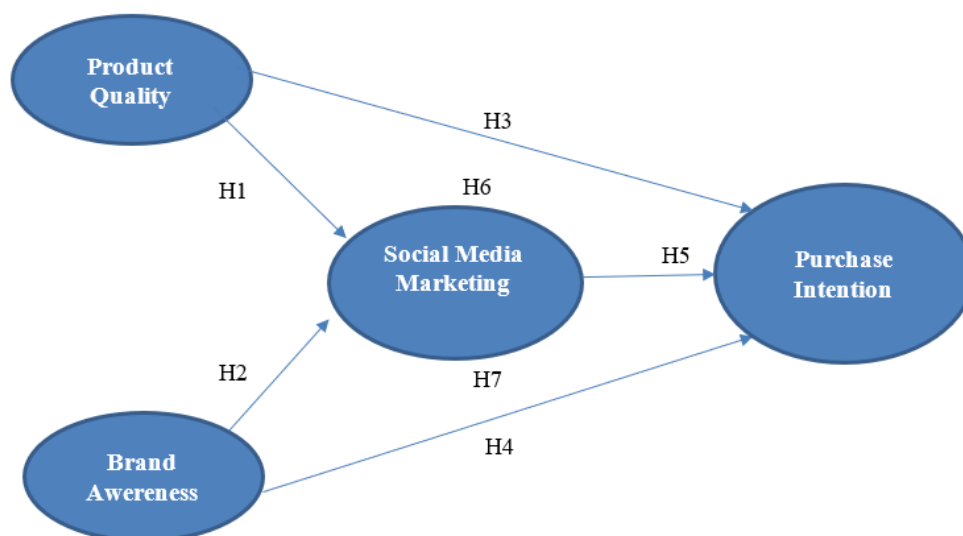 Product
Quality
H3
H1
H6
Social Media
Marketing
H5
Purchase
Intention
H2
H7
H4
Brand
Awereness